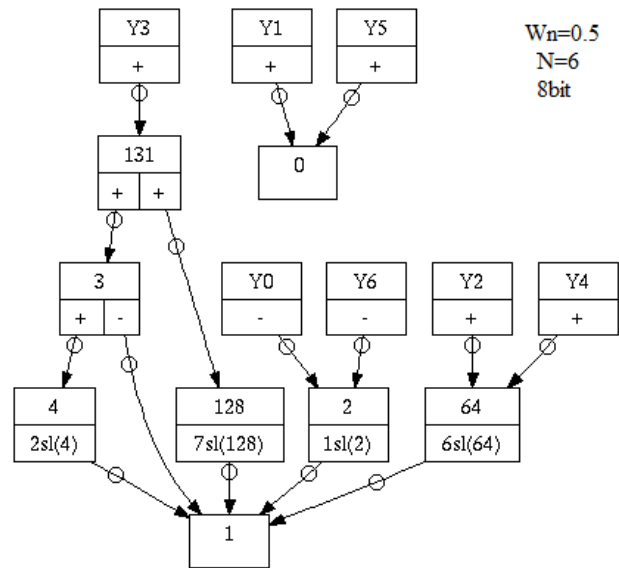 Y3
+
Y1
+
Y5
+
Wn=0.5
N=6
8bit
131
+ +
0
3
+ -
Y0
-
Y6
-
Y2
+
Y4
+
4
2sl(4)
128
7sl(128)
2
1sl(2)
64
6sl(64)
1